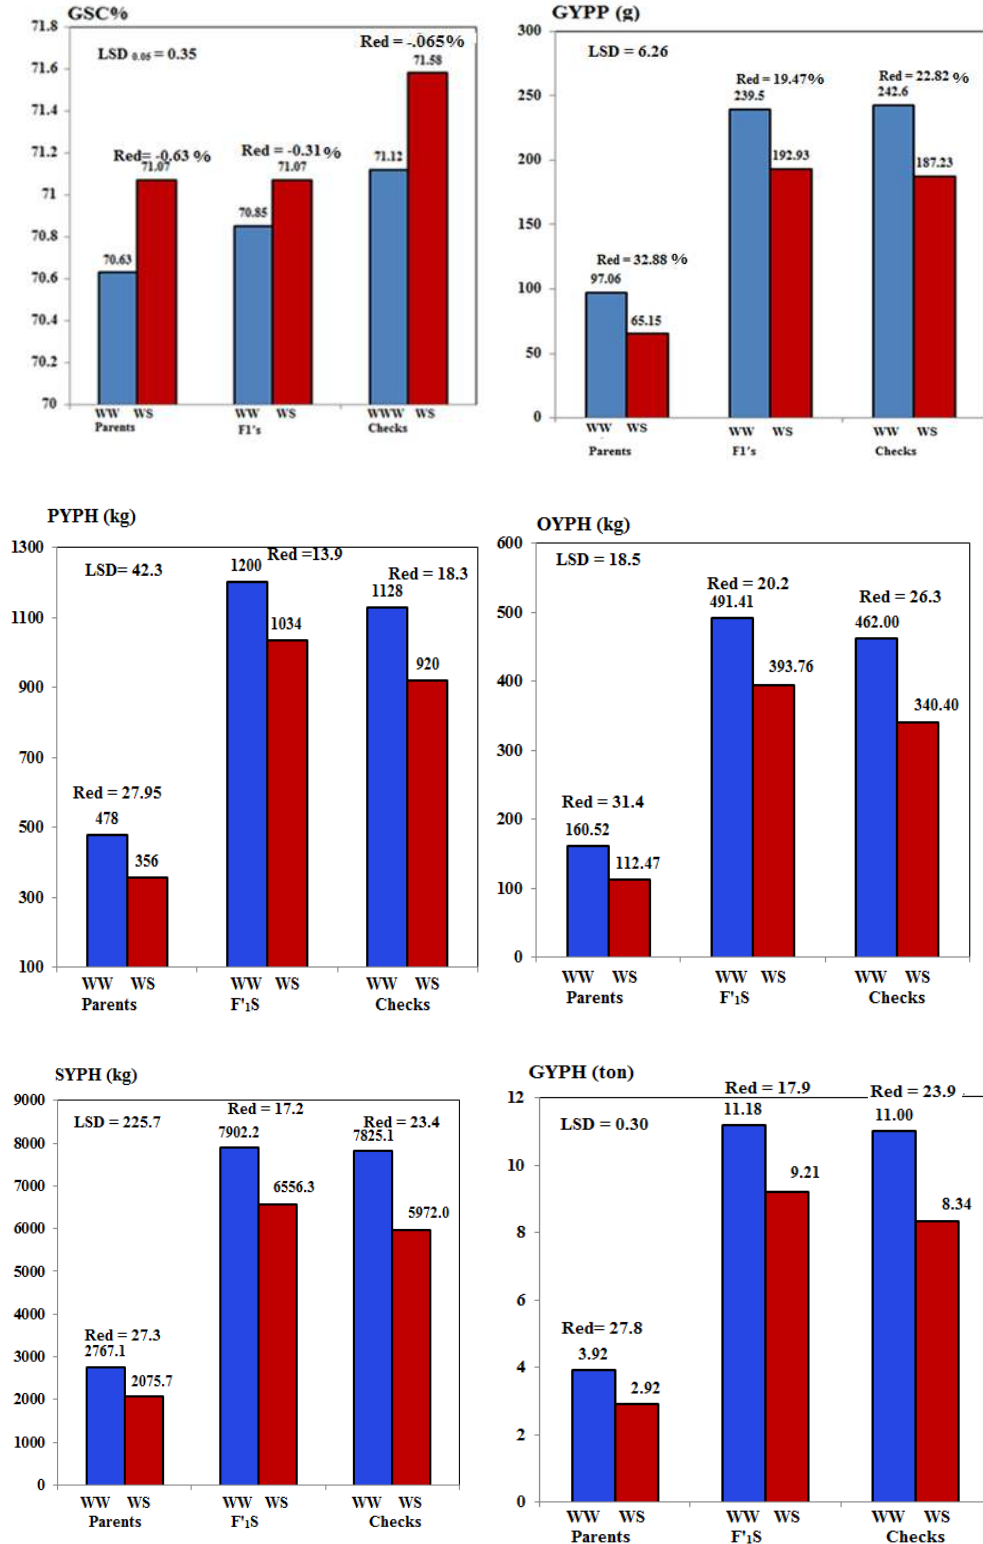 GSC%
71.8
71.6
71.4
71.2
71
70.8
70.6
70.4
70.2
70
LSD 0.05 = 0.35
Red = -.065%
71.58
Red= -0.63 %
71.07
Red = -0.31%
71.07
71.12
70.63
70.85
WW WS
Parents
WW WS
F1's
WWW WS
Checks
GYPP (g)
300
250
200
150
100
50
0
LSD = 6.26
Red = 19.47%
239.5
192.93
Red = 22.82 %
242.6
187.23
Red = 32.88 %
97.06
65.15
WW WS
Parents
WW WS
F1's
WW WS
Checks
PYPH (kg)
1300
1100
900
700
500
300
100
LSD= 42.3
Red =13.9
1200
1034
Red = 18.3
1128
920
Red = 27.95
478
356
WW WS
Parents
WW WS
F'1S
WW WS
Checks
OYPH (kg)
600
500
400
300
200
100
0
LSD = 18.5
Red = 20.2
491.41
393.76
Red = 26.3
462.00
340.40
Red = 31.4
160.52
112.47
WW WS
Parents
WW WS
F'1S
WW WS
Checks
SYPH (kg)
9000
8000
7000
6000
5000
4000
3000
2000
1000
0
LSD = 225.7
Red = 17.2
7902.2
6556.3
Red = 23.4
7825.1
5972.0
Red = 27.3
2767.1
2075.7
WW WS
Parents
WW WS
F'1S
WW WS
Checks
GYPH (ton)
12
10
8
6
4
2
0
LSD = 0.30
Red = 17.9
11.18
9.21
Red = 23.9
11.00
8.34
Red= 27.8
3.92
2.92
WW WS
Parents
WW WS
F'1S
WW WS
Checks